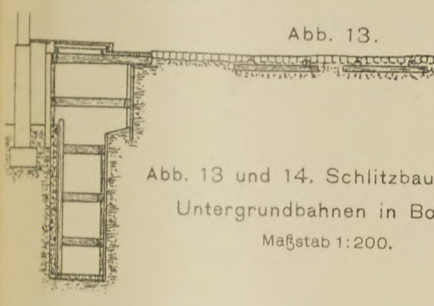 Abb. 13.
Abb. 13 und 14. Schlitzbau
Untergrundbahnen in Bo
Maßstab 1:200.